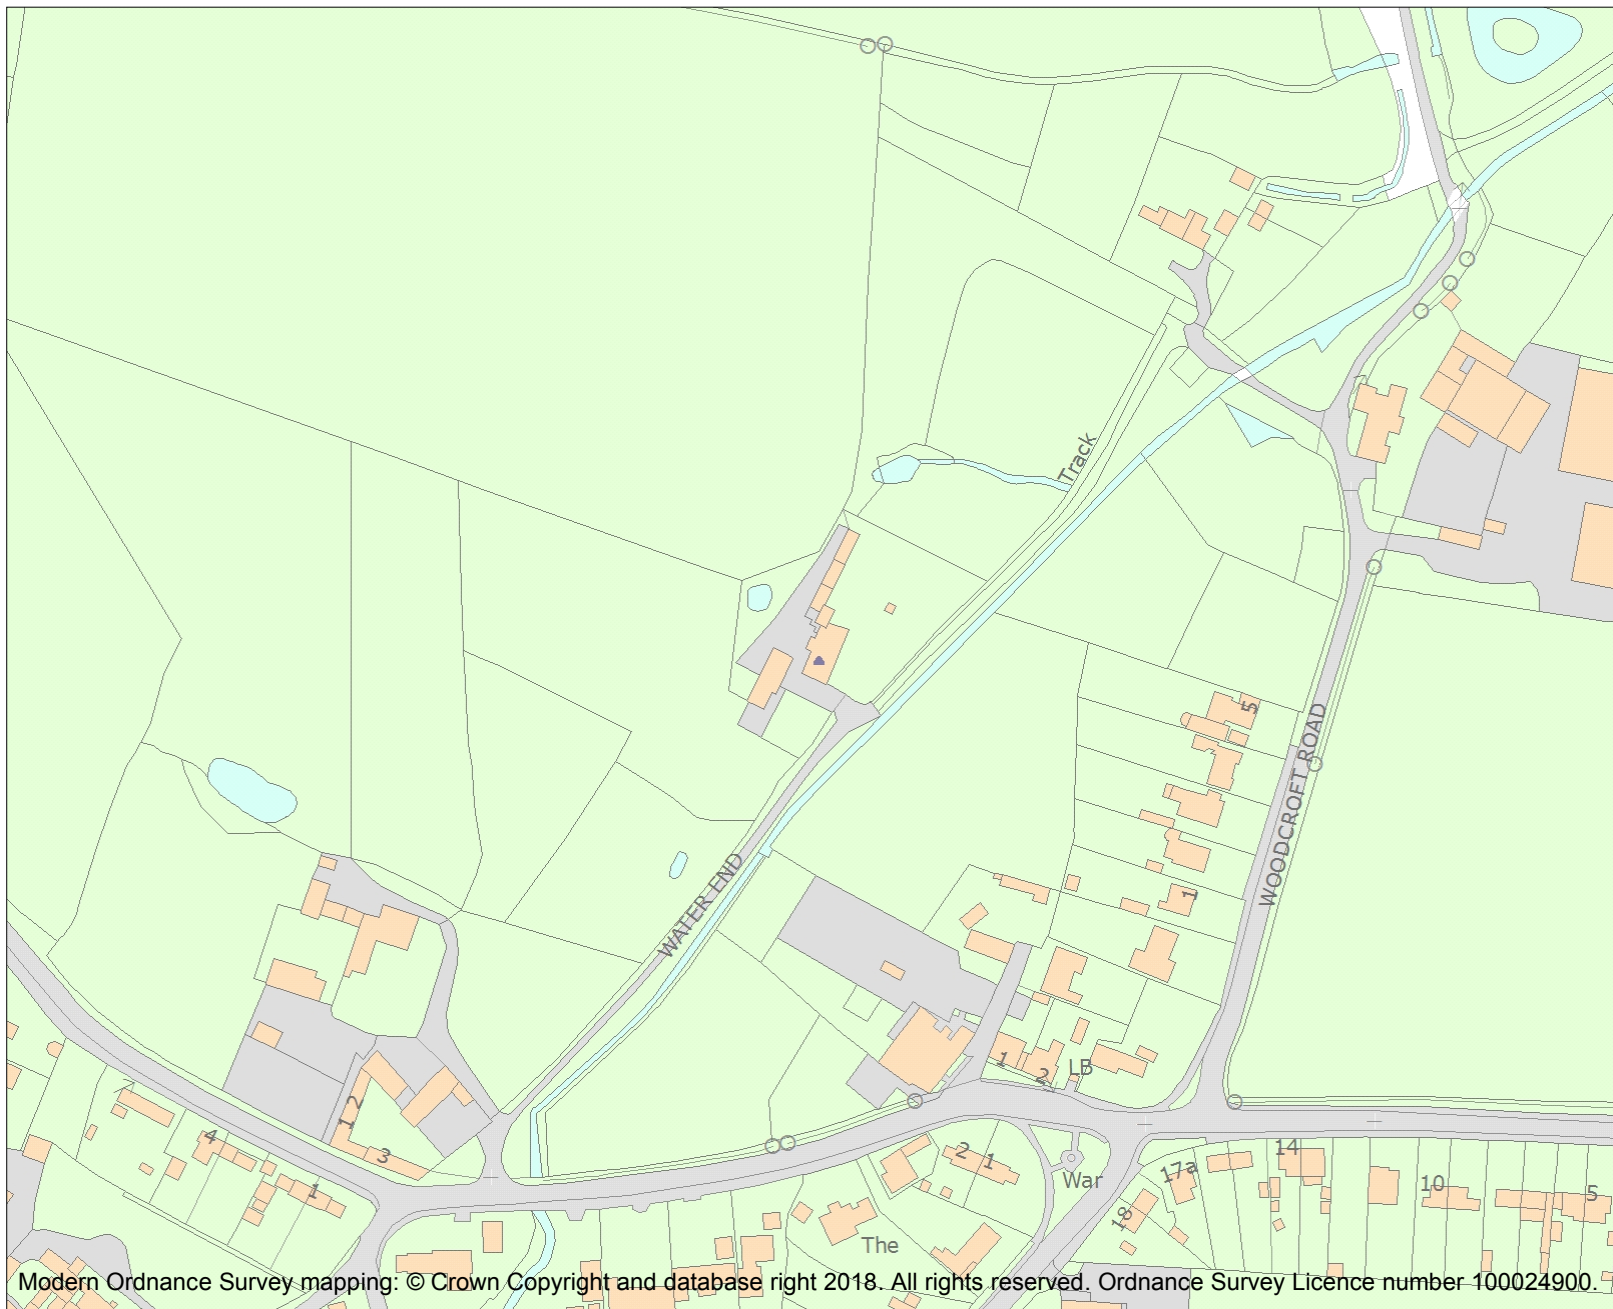 Track
5
WOODCROFT ROAD
1
WATER END
LB
1
2
7
1 2
4
3
1
2
1
War
17a
14
10
5
18
The
Modern Ordnance Survey mapping: © Crown Copyright and database right 2018. All rights reserved. Ordnance Survey Licence number 100024900.